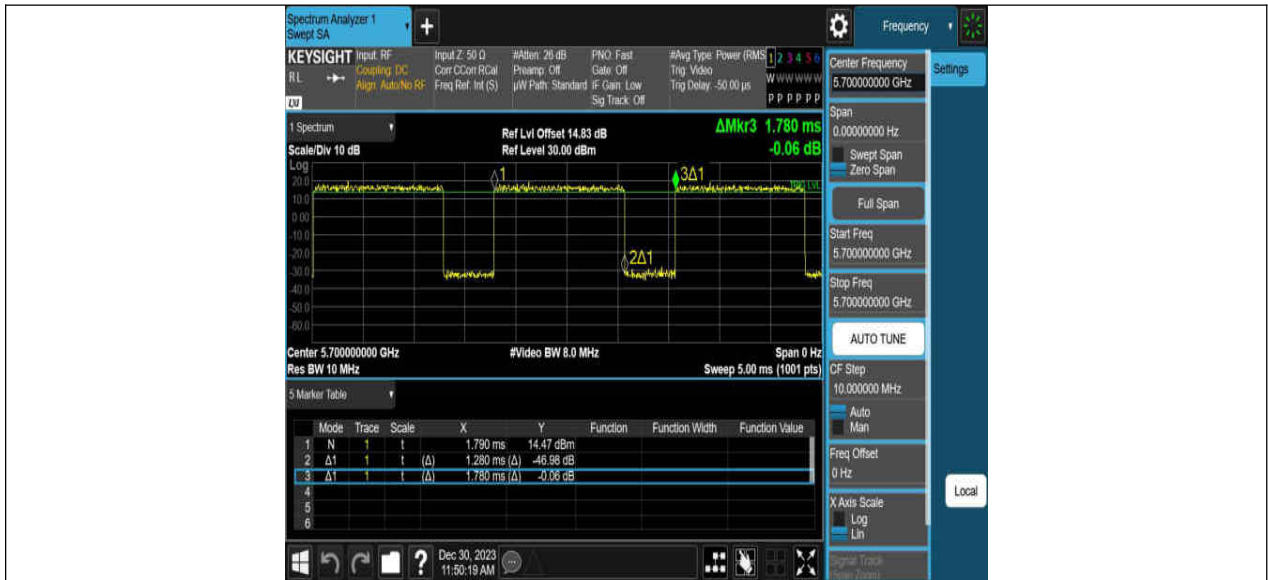 Spectrum Analyzer 1
Swept SA
+
Frequency
KEYSIGHT
RL
Input: RF
Coupling: DC
Align: Auto/No RF
Input Z: 50 Ω
Corr CCorr RCal
Freq Ref: Int (S)
#Atten: 26 dB
Preamp: Off
µW Path: Standard
PNO: Fast
Gate: Off
IF Gain: Low
Sig Track: Off
#Avg Type: Power (RMS
Trig: Video
Trig Delay: -50.00 µs
1 2 3 4 5 6
W W W W W W
P P P P P P
1 Spectrum
Scale/Div 10 dB
Ref Lvl Offset 14.83 dB
Ref Level 30.00 dBm
ΔMkr3 1.780 ms
-0.06 dB
Log
20.0
10.0
0.00
-10.0
-20.0
-30.0
-40.0
-50.0
-60.0
1
3Δ1
2Δ1
Center 5.700000000 GHz
#Video BW 8.0 MHz
Span 0 Hz
Res BW 10 MHz
Sweep 5.00 ms (1001 pts)
5 Marker Table
Mode Trace Scale X Y Function Function Width Function Value
1 N 1 t 1.790 ms 14.47 dBm
2 Δ1 1 t (Δ) 1.280 ms (Δ) -46.98 dB
3 Δ1 1 t (Δ) 1.780 ms (Δ) -0.06 dB
4
5
6
Dec 30, 2023
11:50:19 AM
Center Frequency
5.700000000 GHz
Settings
Span
0.00000000 Hz
Swept Span
Zero Span
Full Span
Start Freq
5.700000000 GHz
Stop Freq
5.700000000 GHz
AUTO TUNE
CF Step
10.000000 MHz
Auto
Man
Freq Offset
0 Hz
X Axis Scale
Log
Lin
Local
Signal Track
(Span Zoom)